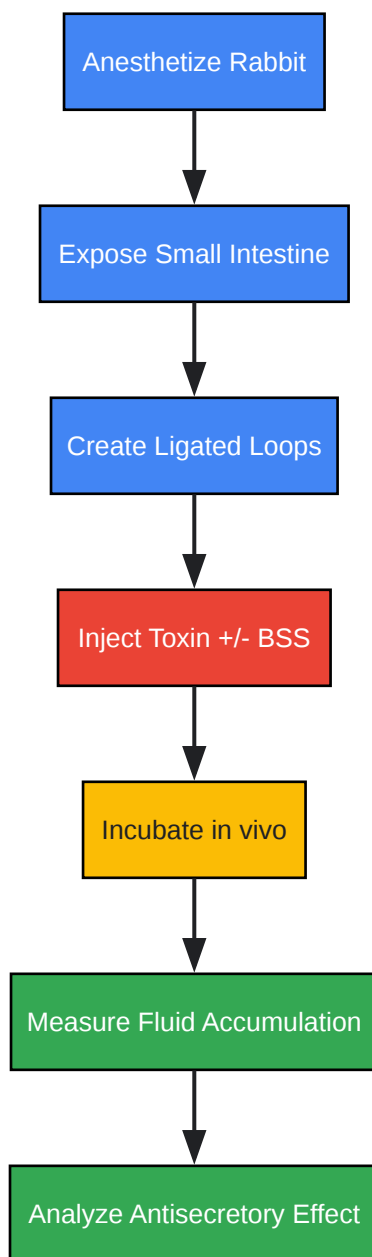 Anesthetize Rabbit
Expose Small Intestine
Create Ligated Loops
Inject Toxin +/- BSS
Incubate in vivo
Measure Fluid Accumulation
Analyze Antisecretory Effect